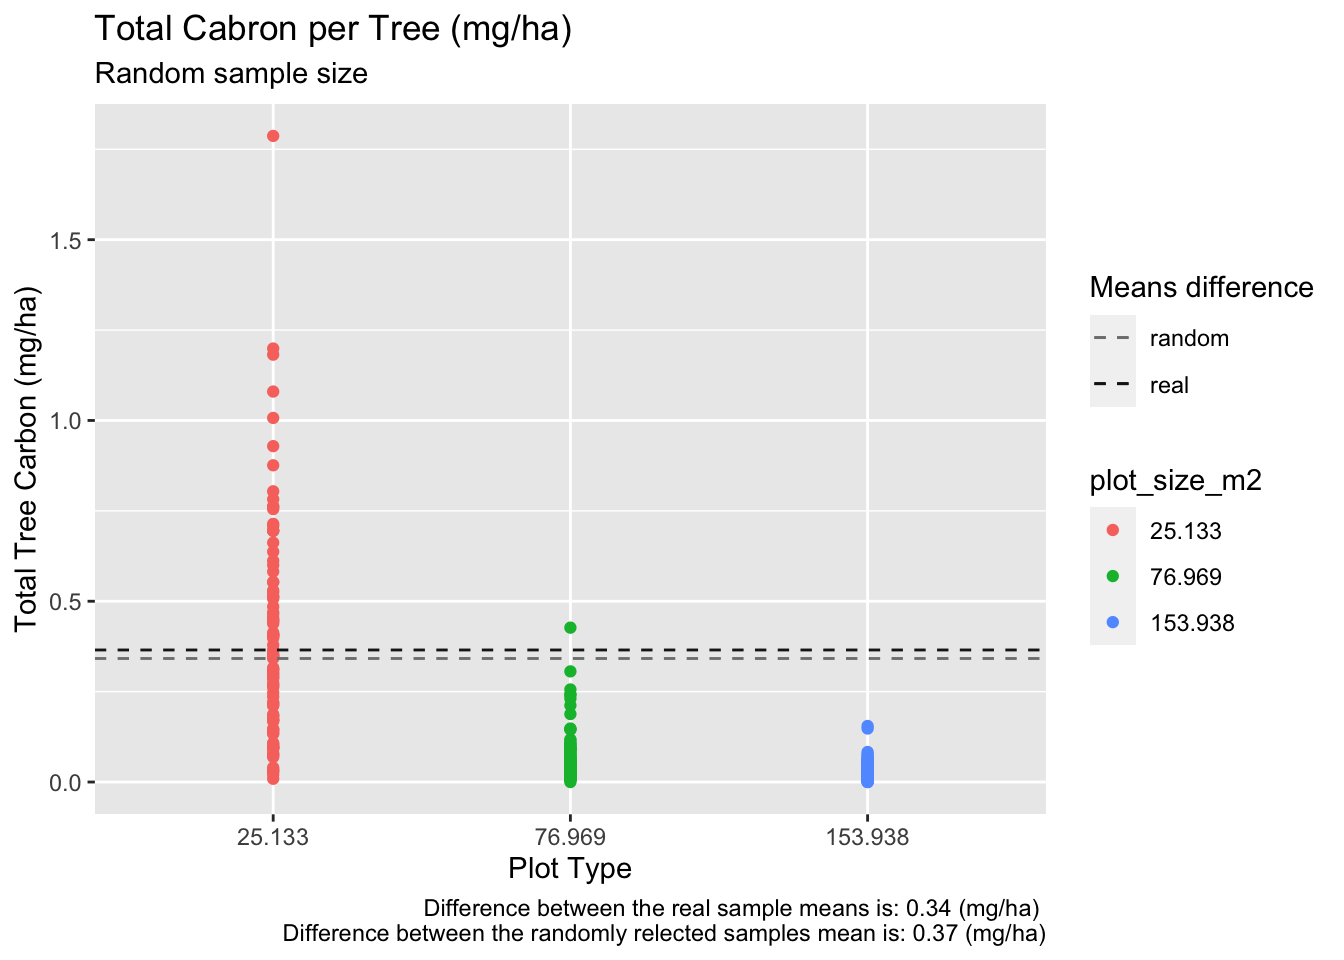 Total Cabron per Tree (mg/ha)
Random sample size
Total Tree Carbon (mg/ha)
1.5
1.0
0.5
0.0
25.133
76.969
153.938
Plot Type
Means difference
random
real
plot_size_m2
25.133
76.969
153.938
Difference between the real sample means is: 0.34 (mg/ha)
Difference between the randomly relected samples mean is: 0.37 (mg/ha)